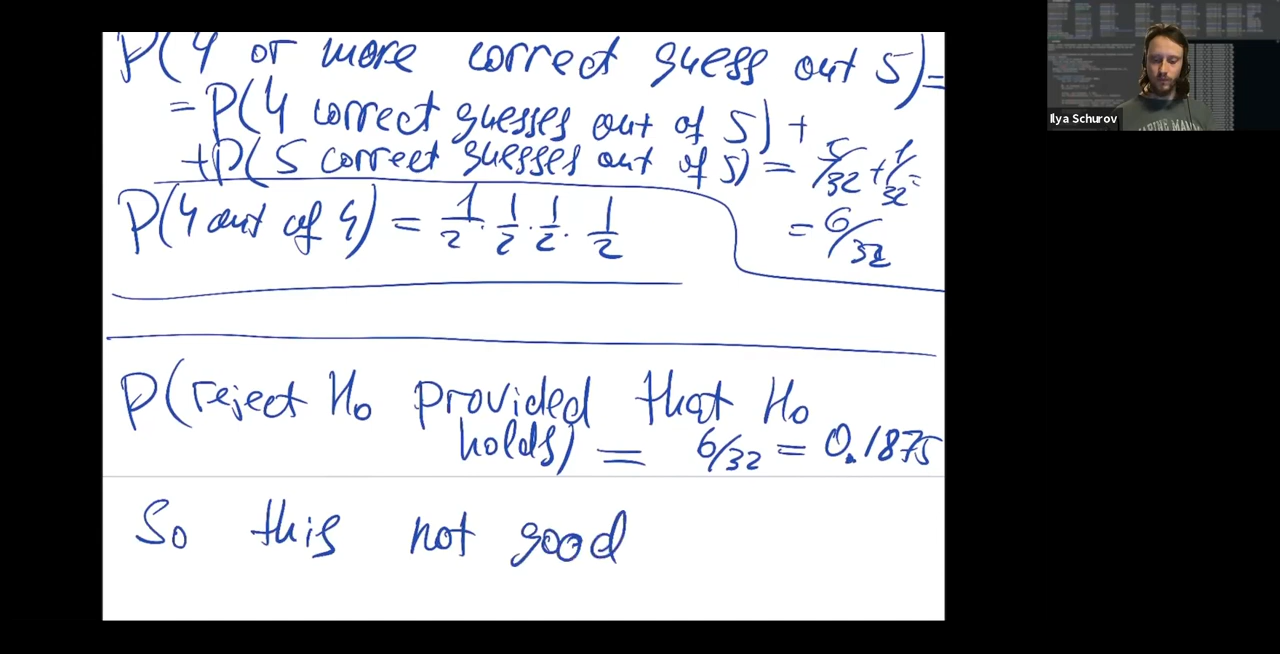 P(4 or more correct guess out 5) =
= P(4 correct guesses out of 5) +
+ P(5 correct guesses out of 5) = 5/32 + 1/32 =
= 6/32
P(4 out of 4) = 1/2 · 1/2 · 1/2 · 1/2
P(reject H₀ provided that H₀
holds) = 6/32 = 0.1875
So this not good
Ilya Schurov